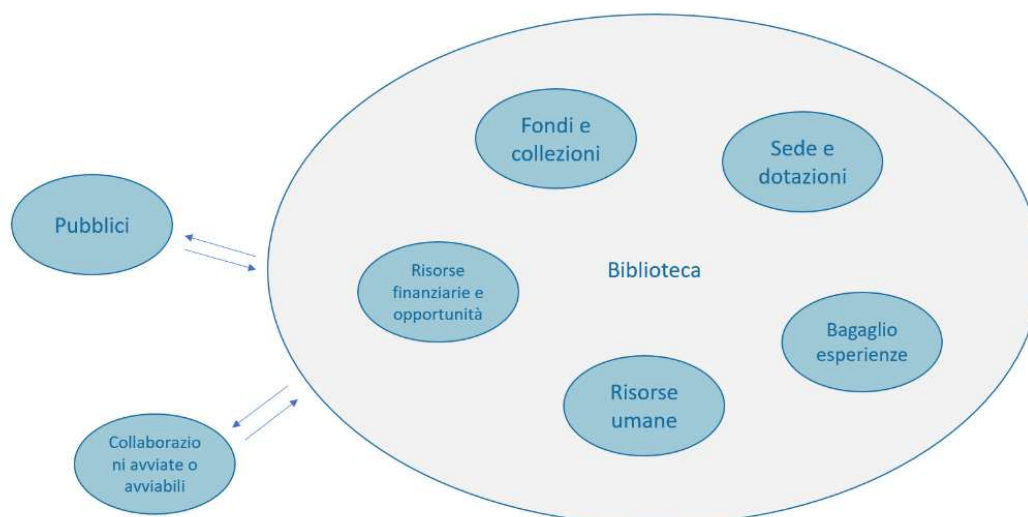 Fondi e
collezioni
Sede e
dotazioni
Pubblici
Risorse
finanziarie e
opportunità
Biblioteca
Bagaglio
esperienze
Risorse
umane
Collaborazio
ni avviate o
avviabili